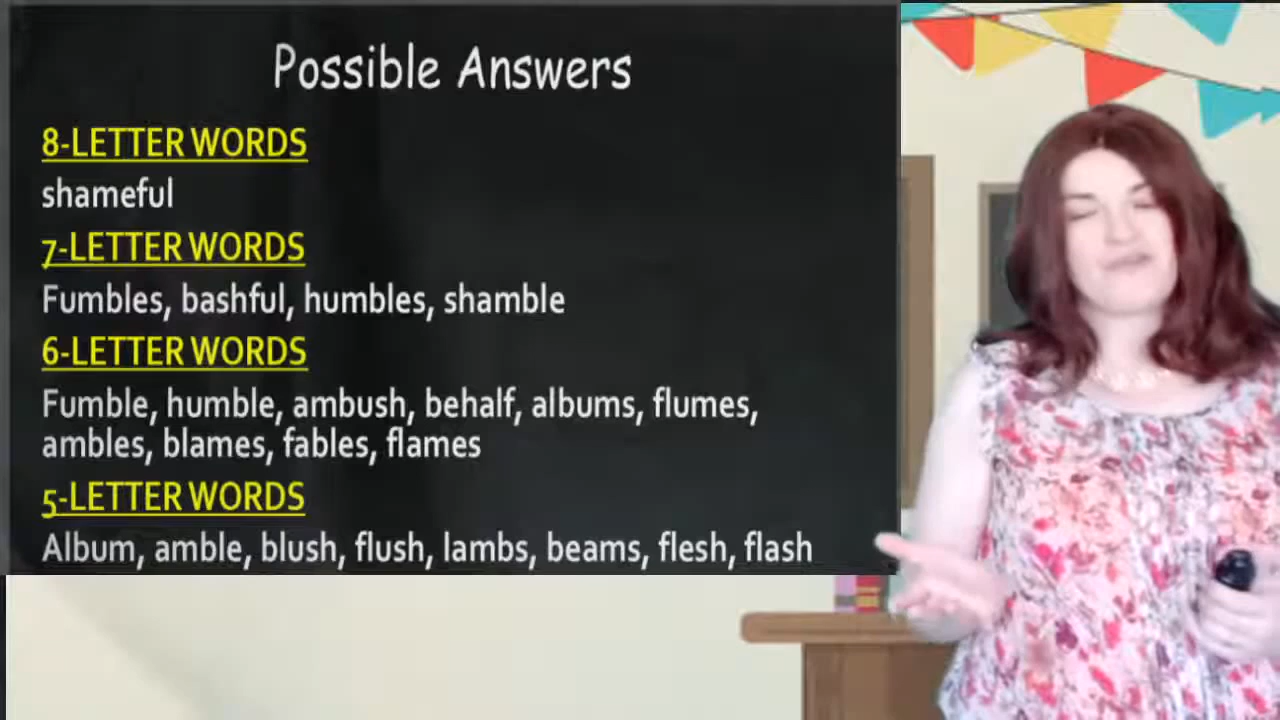 Possible Answers
8-LETTER WORDS
shameful
7-LETTER WORDS
Fumbles, bashful, humbles, shamble
6-LETTER WORDS
Fumble, humble, ambush, behalf, albums, flumes,
ambles, blames, fables, flames
5-LETTER WORDS
Album, amble, blush, flush, lambs, beams, flesh, flash